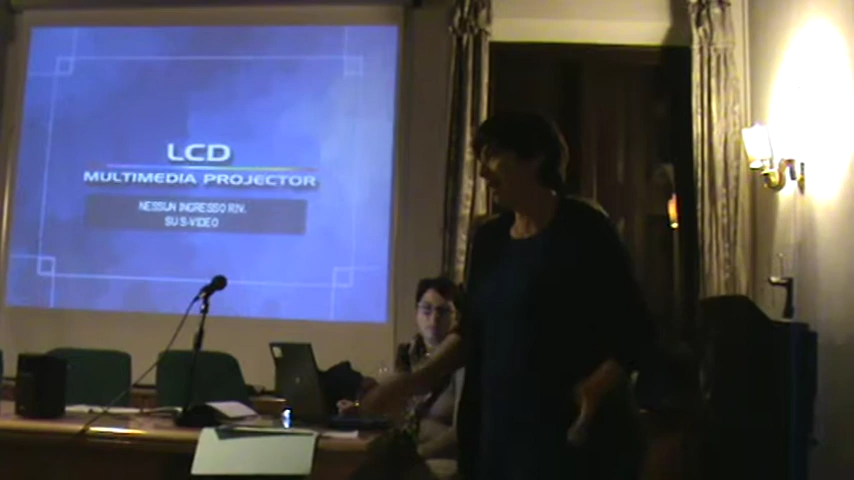 LCD
MULTIMEDIA PROJECTOR
NESSUN INGRESSO RIV.
SU S-VIDEO